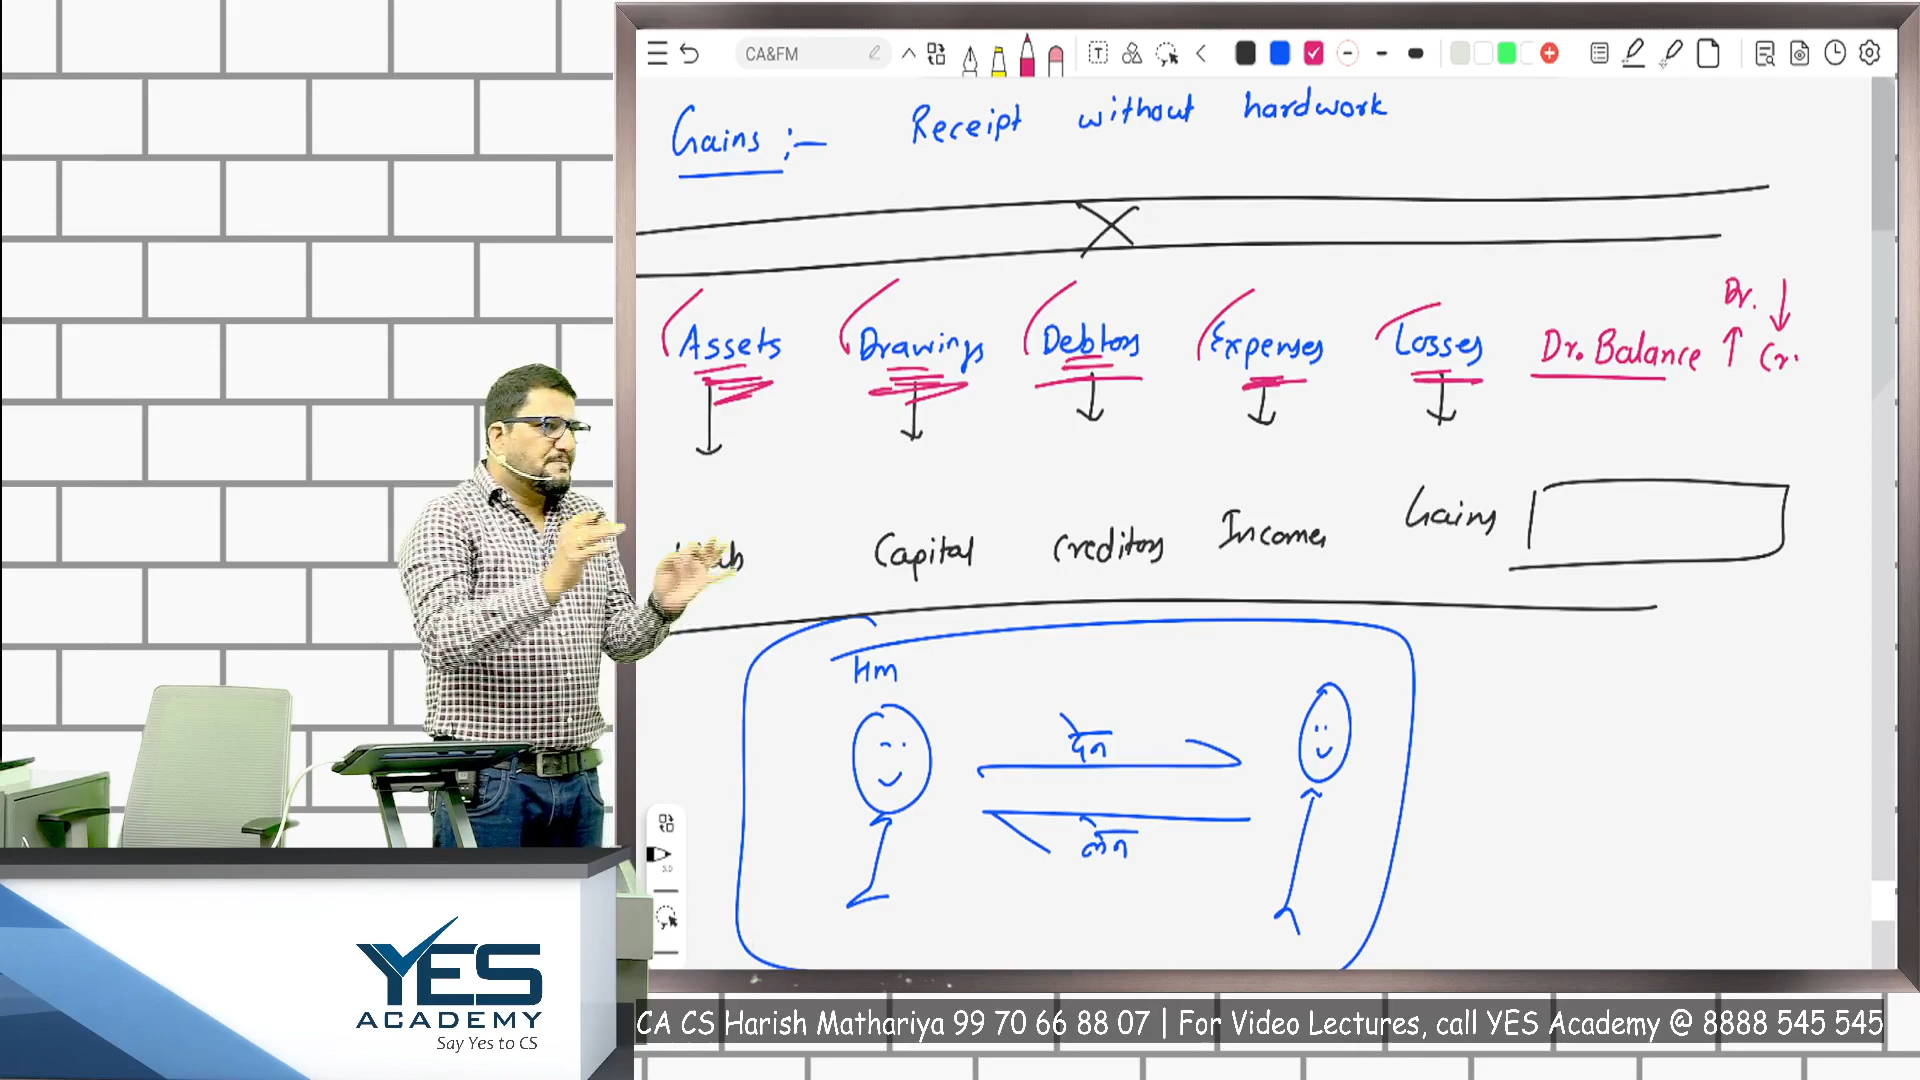 CA&FM
Gains :- Receipt without hardwork
Assets Drawings Debtors Expenses Losses Dr. Balance Dr. ↓ ↑ Cr.
Capital Creditors Income Gains
Hm
देन
लेन
YES
ACADEMY
Say Yes to CS
CA CS Harish Mathariya 99 70 66 88 07 | For Video Lectures, call YES Academy @ 8888 545 545